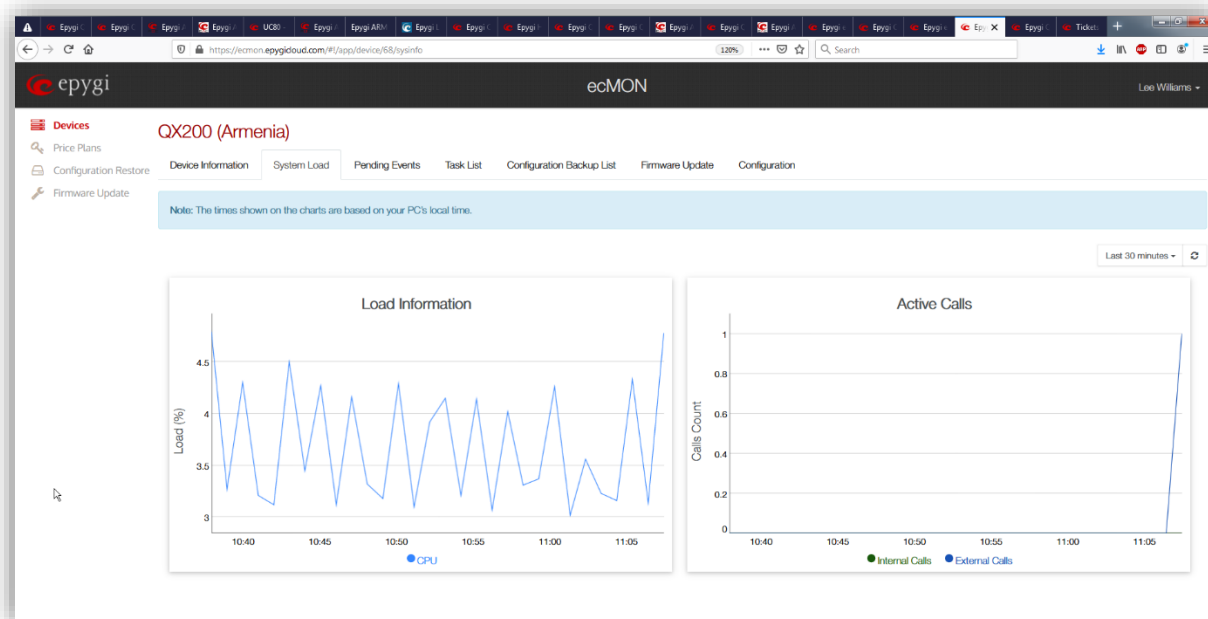 Epygi C
Epygi C
Epygi
Epygi A
UC80 -
Epygi A
Epygi ARM
Epygi L
Epygi C
Epygi
Epygi C
Epygi
Epygi
Epygi C
Epygi
Epygi
Epygi C
Epygi
Epy
Epygi
Tickets
https://ecmon.epygicloud.com/#!/app/device/68/sysinfo
120%
Search
epygi
ecMON
Lee Williams
Devices
Price Plans
Configuration Restore
Firmware Update
QX200 (Armenia)
Device Information System Load Pending Events Task List Configuration Backup List Firmware Update Configuration
Note: The times shown on the charts are based on your PC's local time.
Last 30 minutes
Load Information
Load (%)
4.5
4
3.5
3
10:40 10:45 10:50 10:55 11:00 11:05
CPU
Active Calls
Calls Count
1
0.8
0.6
0.4
0.2
0
10:40 10:45 10:50 10:55 11:00 11:05
Internal Calls External Calls